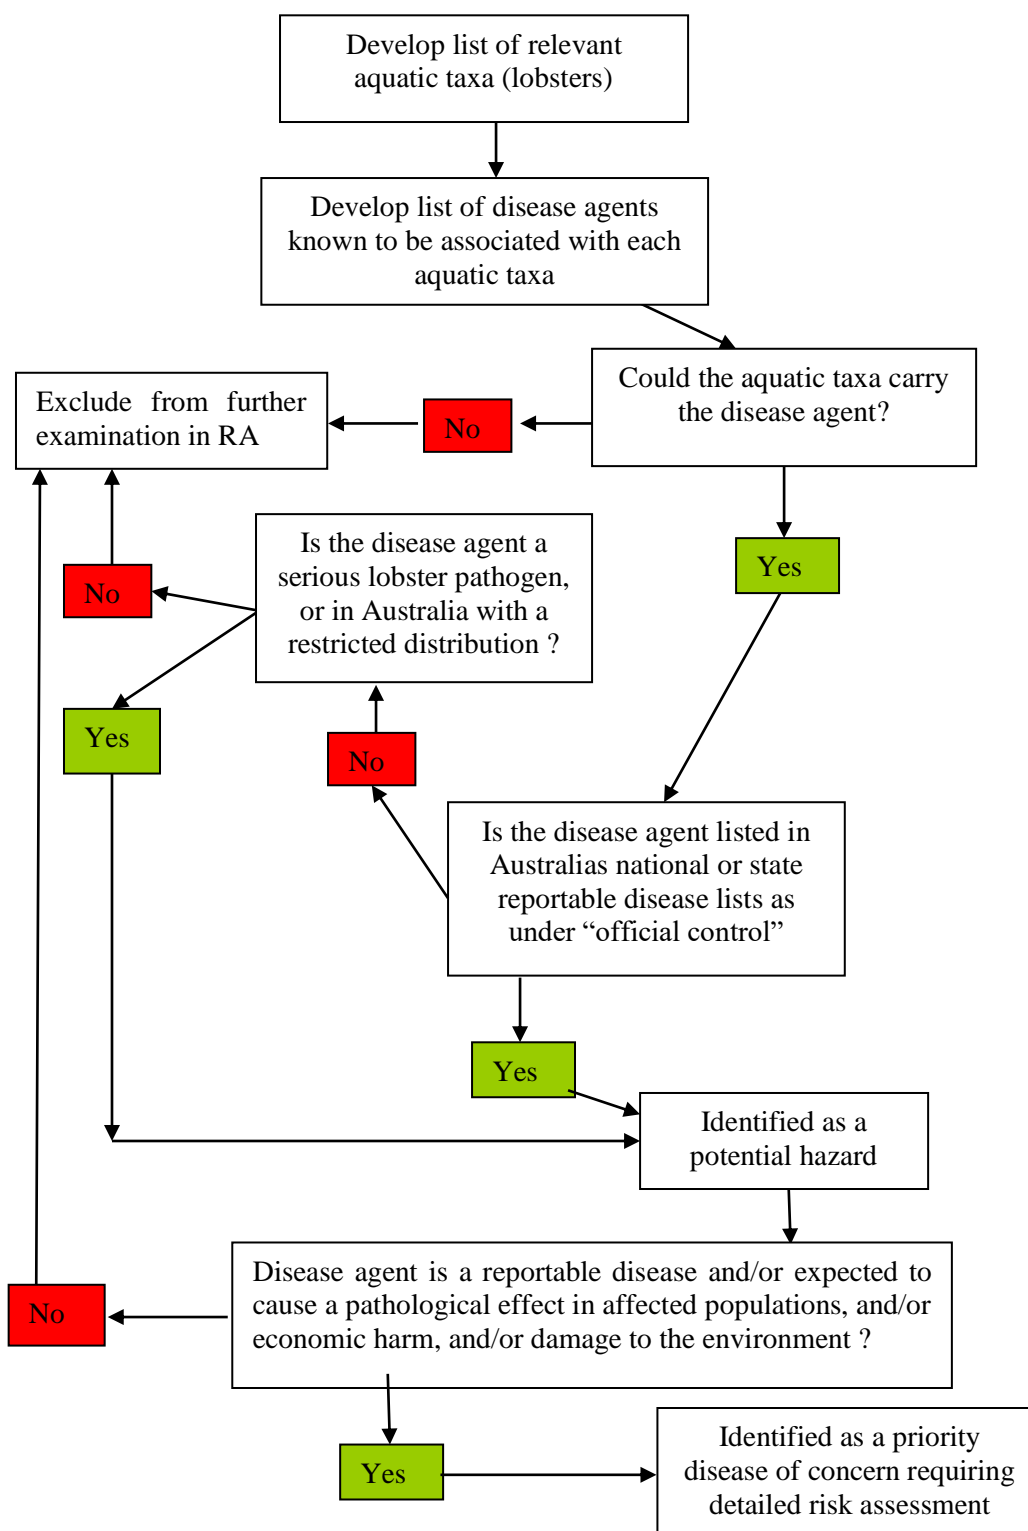 Develop list of relevant
aquatic taxa (lobsters)
Develop list of disease agents
known to be associated with each
aquatic taxa
Could the aquatic taxa carry
the disease agent?
Exclude from further
examination in RA
No
Yes
Is the disease agent a
serious lobster pathogen,
or in Australia with a
restricted distribution ?
No
Yes
No
Is the disease agent listed in
Australias national or state
reportable disease lists as
under “official control”
Yes
Identified as a
potential hazard
Disease agent is a reportable disease and/or expected to
cause a pathological effect in affected populations, and/or
economic harm, and/or damage to the environment ?
No
Yes
Identified as a priority
disease of concern requiring
detailed risk assessment